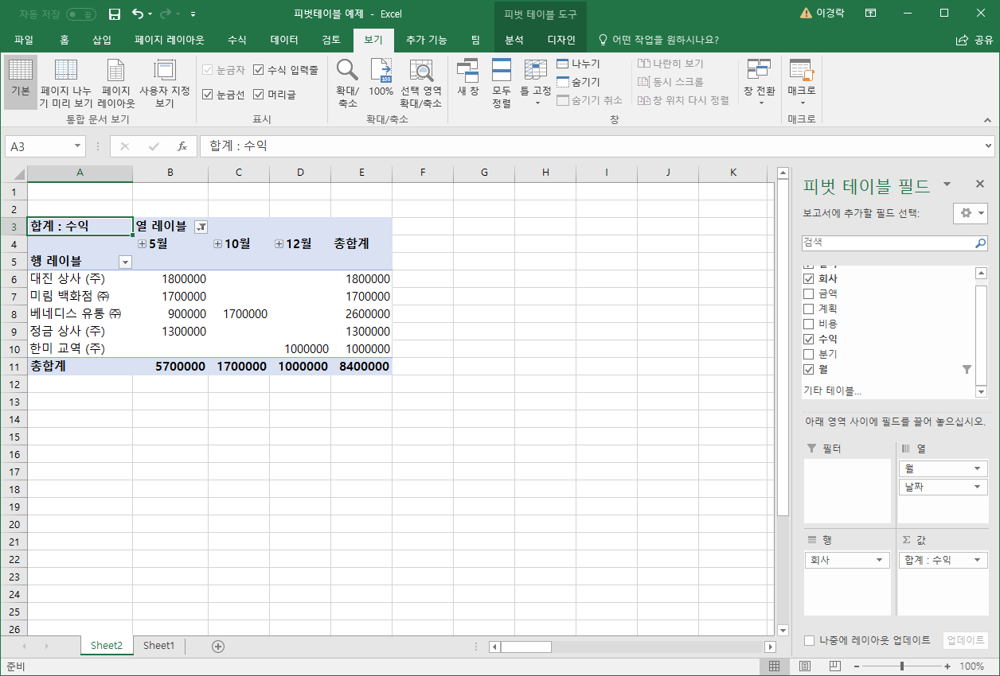 자동 저장 끔 피벗테이블 예제 - Excel 피벗 테이블 도구 이경락
파일 홈 삽입 페이지 레이아웃 수식 데이터 검토 보기 추가 기능 팀 분석 디자인 어떤 작업을 원하시나요? 공유
기본
페이지 나누기 미리 보기
페이지 레이아웃
사용자 지정 보기
통합 문서 보기
눈금자 수식 입력줄
눈금선 머리글
표시
확대/축소
100%
선택 영역 확대/축소
확대/축소
새 창
모두 정렬
틀 고정
나누기
숨기기
숨기기 취소
나란히 보기
동시 스크롤
창 위치 다시 정렬
창 전환
창
매크로
매크로
A3 fx 합계 : 수익
A B C D E F G H I J K
1
2
3 합계 : 수익 열 레이블
4 5월 10월 12월 총합계
5 행 레이블
6 대진 상사 (주) 1800000 1800000
7 미림 백화점 ㈜ 1700000 1700000
8 베네디스 유통 ㈜ 900000 1700000 2600000
9 정금 상사 (주) 1300000 1300000
10 한미 교역 (주) 1000000 1000000
11 총합계 5700000 1700000 1000000 8400000
12
13
14
15
16
17
18
19
20
21
22
23
24
25
26
피벗 테이블 필드
보고서에 추가할 필드 선택:
검색
회사
금액
계획
비용
수익
분기
월
기타 테이블...
아래 영역 사이에 필드를 끌어 놓으십시오.
필터
열
월
날짜
행
회사
Σ 값
합계 : 수익
나중에 레이아웃 업데이트 업데이트
Sheet2 Sheet1
준비 100%